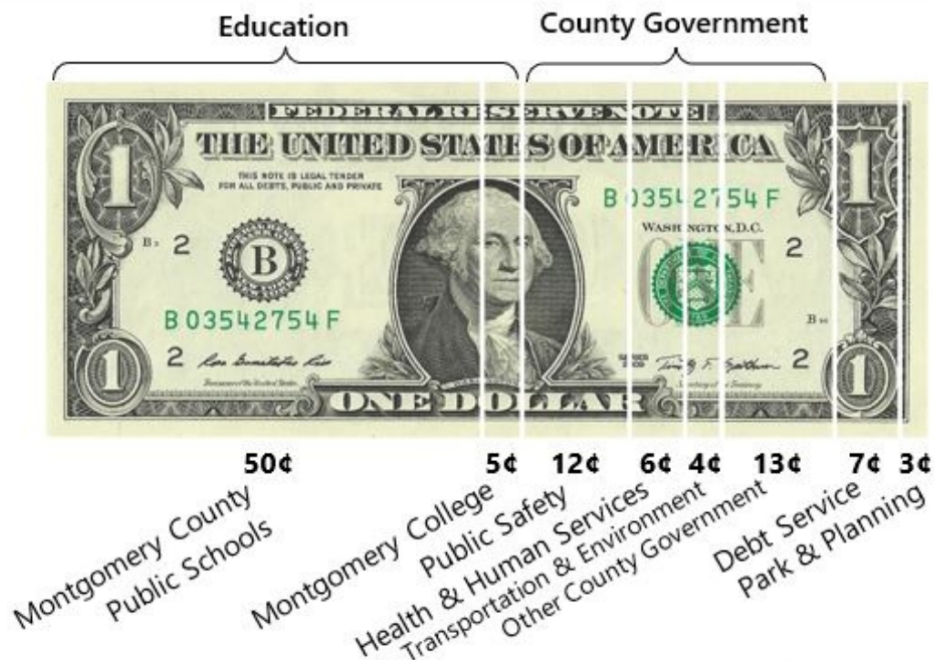 Education
County Government
FEDERAL RESERVE NOTE
THE UNITED STATES OF AMERICA
THIS NOTE IS LEGAL TENDER
FOR ALL DEBTS, PUBLIC AND PRIVATE
B 03542754 F
WASHINGTON, D.C.
2
2
B
ONE
B 03542754 F
2
2
1
1
1
1
ONE DOLLAR
50¢
5¢
12¢
6¢
4¢
13¢
7¢
3¢
Montgomery County
Public Schools
Montgomery College
Public Safety
Health & Human Services
Transportation & Environment
Other County Government
Debt Service
Park & Planning